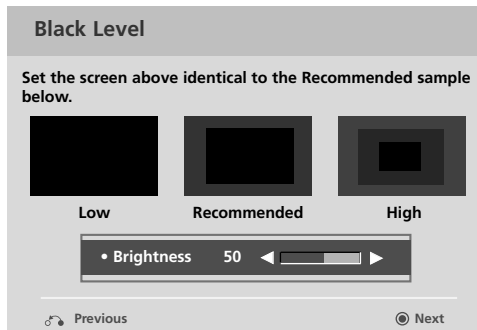 Black Level
Set the screen above identical to the Recommended sample
below.
Low Recommended High
• Brightness 50 ◀ ▶
Previous Next